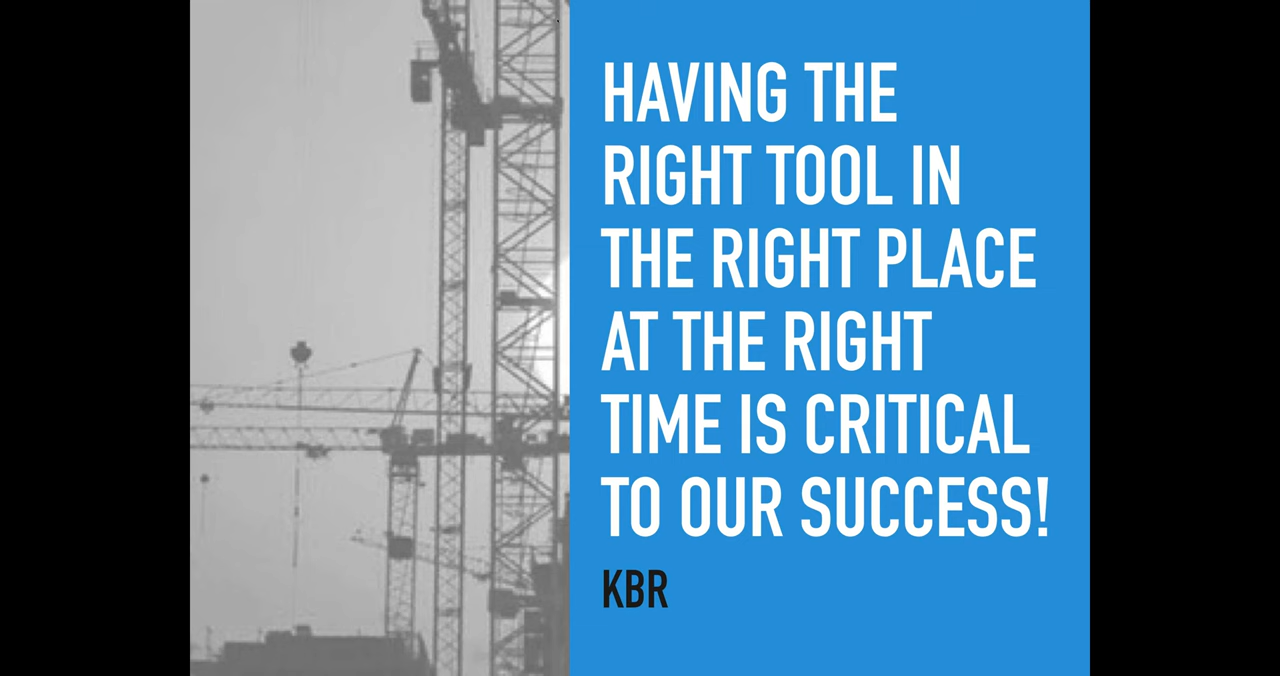 HAVING THE
RIGHT TOOL IN
THE RIGHT PLACE
AT THE RIGHT
TIME IS CRITICAL
TO OUR SUCCESS!
KBR